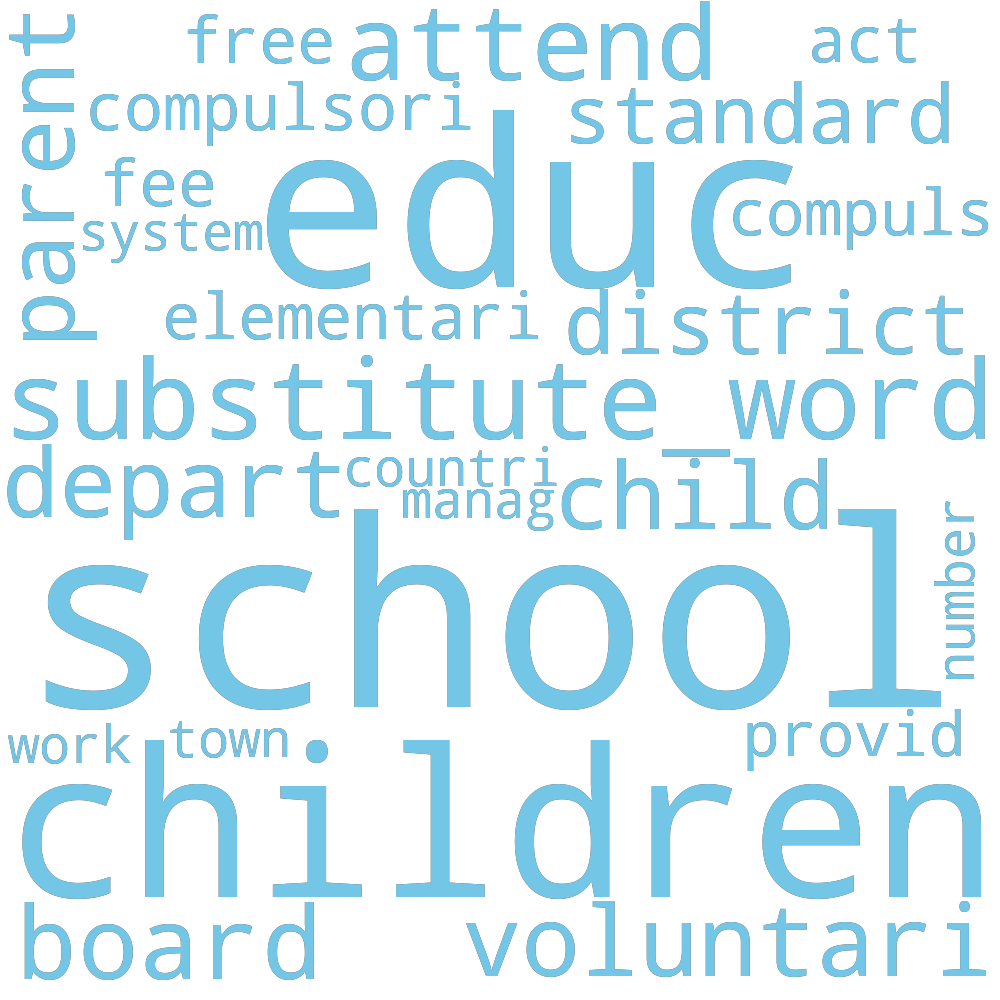 parent
free
attend
act
compulsori
standard
educ
fee
system
compuls
elementari
district
substitute_word
depart
countri
manag
child
school
number
work
town
provid
children
board
voluntari